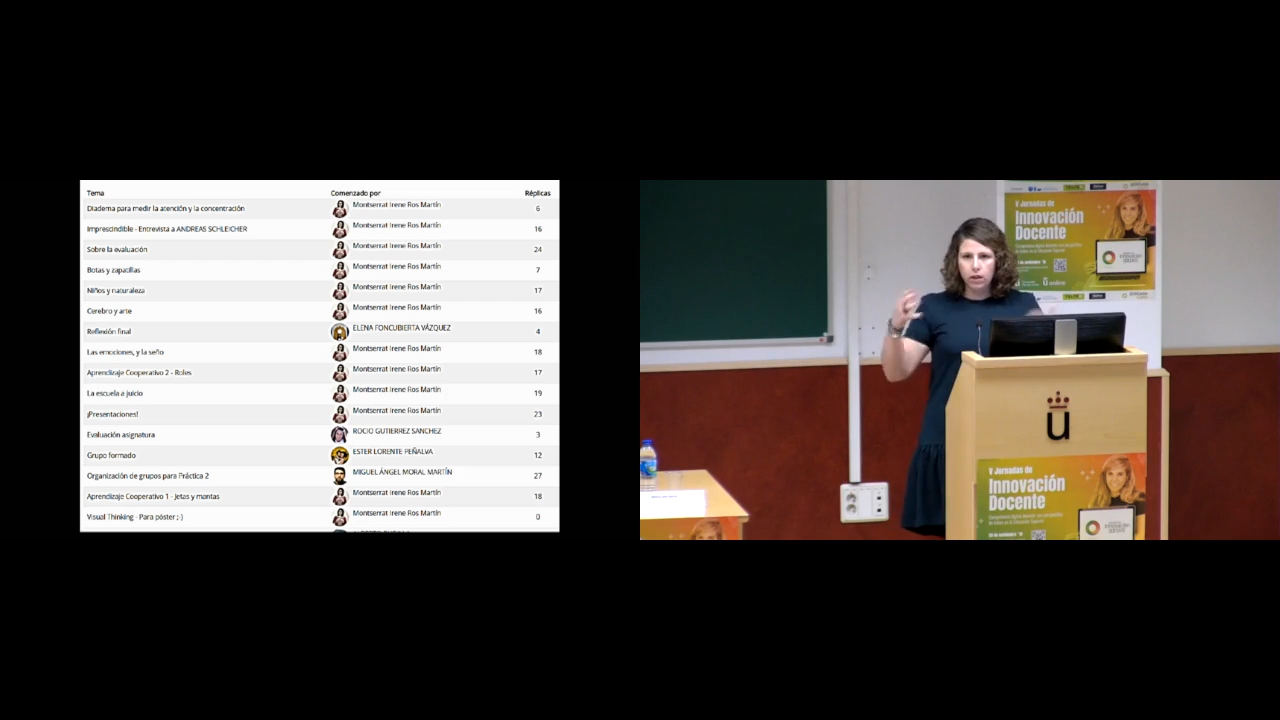 Tema Comenzado por Réplicas
Diadema para medir la atención y la concentración Montserrat Irene Ros Martín 6
Imprescindible - Entrevista a ANDREAS SCHLEICHER Montserrat Irene Ros Martín 16
Sobre la evaluación Montserrat Irene Ros Martín 24
Botas y zapatillas Montserrat Irene Ros Martín 7
Niños y naturaleza Montserrat Irene Ros Martín 17
Cerebro y arte Montserrat Irene Ros Martín 16
Reflexión final ELENA FONCUBIERTA VÁZQUEZ 4
Las emociones, y la seño Montserrat Irene Ros Martín 18
Aprendizaje Cooperativo 2 - Roles Montserrat Irene Ros Martín 17
La escuela a juicio Montserrat Irene Ros Martín 19
¡Presentaciones! Montserrat Irene Ros Martín 23
Evaluación asignatura ROCIO GUTIERREZ SANCHEZ 3
Grupo formado ESTER LORENTE PEÑALVA 12
Organización de grupos para Práctica 2 MIGUEL ÁNGEL MORAL MARTÍN 27
Aprendizaje Cooperativo 1 - Jetas y mantas Montserrat Irene Ros Martín 18
Visual Thinking - Para póster ;-) Montserrat Irene Ros Martín 0
V Jornadas de
Innovación
Docente
online
u
V Jornadas de
Innovación
Docente